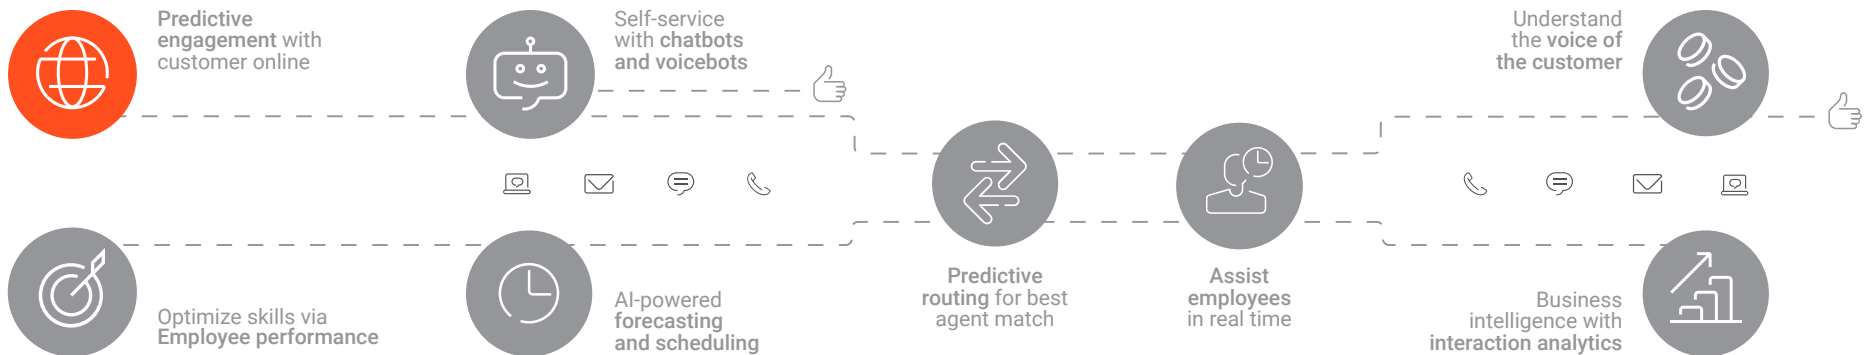 Predictive
engagement with
customer online
Self-service
with chatbots
and voicebots
Understand
the voice of
the customer
Optimize skills via
Employee performance
AI-powered
forecasting
and scheduling
Predictive
routing for best
agent match
Assist
employees
in real time
Business
intelligence with
interaction analytics